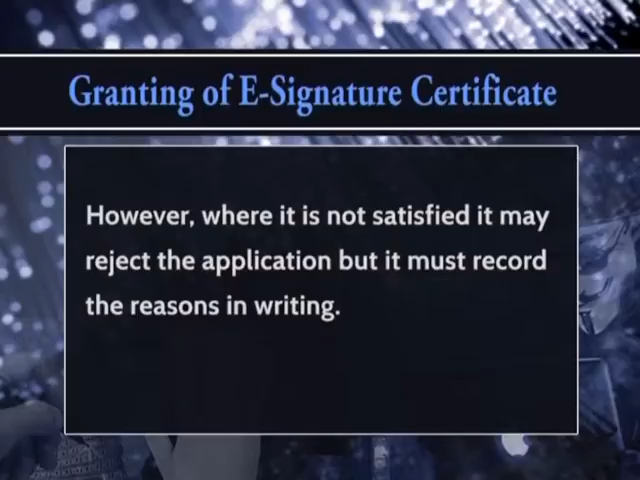 Granting of E-Signature Certificate
However, where it is not satisfied it may
reject the application but it must record
the reasons in writing.